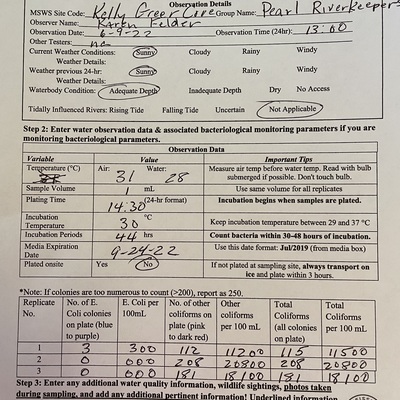 Observation Details
MSWS Site Code: Kelly Greer Cove Group Name: Pearl Riverkeepers
Observer Name: Karen Felder
Observation Date: 6-9-22 Observation Time (24hr): 13:00
Other Testers: na
Current Weather Conditions: Sunny Cloudy Rainy Windy
Weather Details:
Weather previous 24-hr: Sunny Cloudy Rainy Windy
Weather Details:
Waterbody Condition: Adequate Depth Inadequate Depth Dry No Access
Tidally Influenced Rivers: Rising Tide Falling Tide Uncertain Not Applicable
Step 2: Enter water observation data & associated bacteriological monitoring parameters if you are
monitoring bacteriological parameters.
Observation Data
Variable Value Important Tips
Temperature (°C) Air: 31 Water: 28 Measure air temp before water temp. Read with bulb
submerged if possible. Don't touch bulb.
Sample Volume 1 mL Use same volume for all replicates
Plating Time 14:30 (24-hr format) Incubation begins when samples are plated.
Incubation
Temperature 30 °C Keep incubation temperature between 29 and 37 °C
Incubation Periods 44 hrs Count bacteria within 30-48 hours of incubation.
Media Expiration
Date 9-24-22 Use this date format: Jul/2019 (from media box)
Plated onsite Yes No If not plated at sampling site, always transport on
ice and plate within 3 hours.
*Note: If colonies are too numerous to count (>200), report as 250.
Replicate No. No. of E. Coli colonies on plate (blue to purple) E. Coli per 100mL No. of other coliforms on plate (pink to dark red) Other coliforms per 100 mL Total Coliforms (all colonies on plate) Total Coliforms per 100 mL
1 3 300 112 11200 115 11500
2 0 000 208 20800 208 20800
3 0 000 181 18100 181 18100
Step 3: Enter any additional water quality information, wildlife sightings, photos taken
during sampling, and add any additional pertinent information! Underlined information